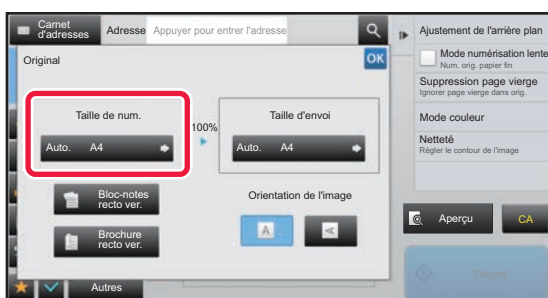 Carnet
d'adresses
Adresse
Appuyer pour entrer l'adresse
Original
OK
Taille de num.
Auto. A4
100%
Taille d'envoi
Auto. A4
Bloc-notes
recto ver.
Brochure
recto ver.
Orientation de l'image
A
A
Autres
Ajustement de l'arrière plan
Mode numérisation lente
Num. orig. papier fin
Suppression page vierge
Ignorer page vierge dans orig.
Mode couleur
Netteté
Régler le contour de l'image
Aperçu
CA
Départ